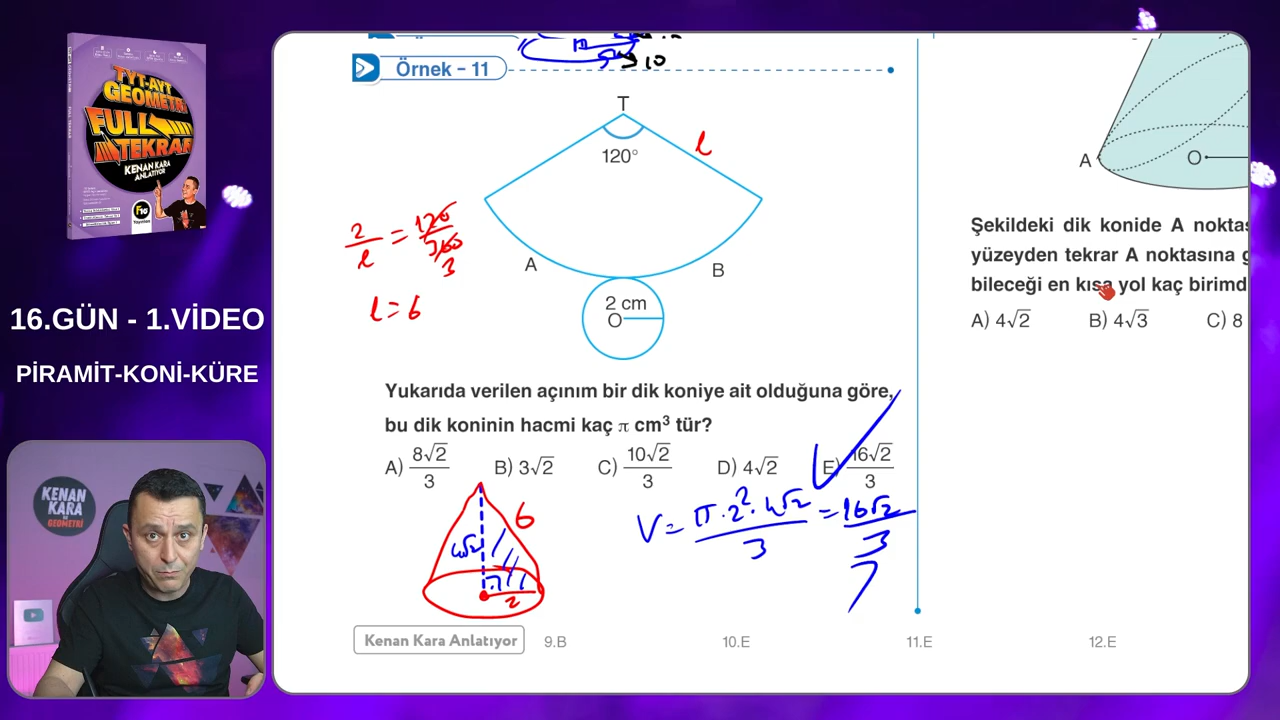 TYT-AYT
GEOMETRİ
FULL
TEKRAR
KENAN KARA
ANLATIYOR
16.GÜN - 1.VİDEO
PİRAMİT-KONİ-KÜRE
KENAN
KARA
GEOMETRİ
10
Örnek - 11
T
120°
l
2/l = 120/360
3
l = 6
A
B
2 cm
O
Yukarıda verilen açınım bir dik koniye ait olduğuna göre,
bu dik koninin hacmi kaç π cm³ tür?
A) 8√2/3 B) 3√2 C) 10√2/3 D) 4√2 E) 16√2/3
6
4√2
2
V = π·2²·4√2/3 = 16√2/3
Kenan Kara Anlatıyor
9.B 10.E 11.E 12.E
A
O
Şekildeki dik konide A nokta
yüzeyden tekrar A noktasına
bileceği en kısa yol kaç birimd
A) 4√2 B) 4√3 C) 8